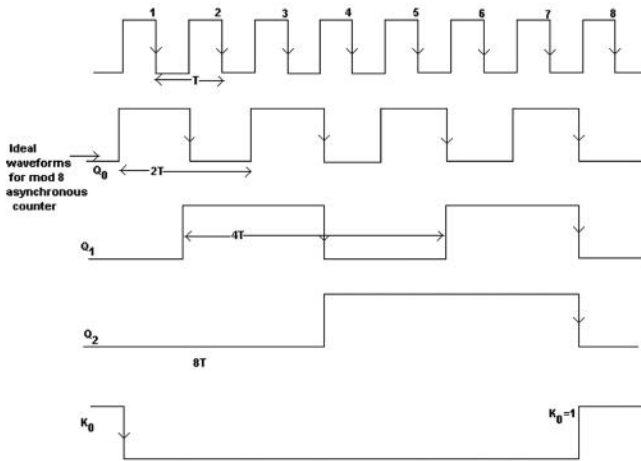 1 2 3 4 5 6 7 8
T
Ideal
waveforms
for mod 8
asynchronous
counter
Q0
2T
Q1
4T
Q2
8T
K0
K0=1